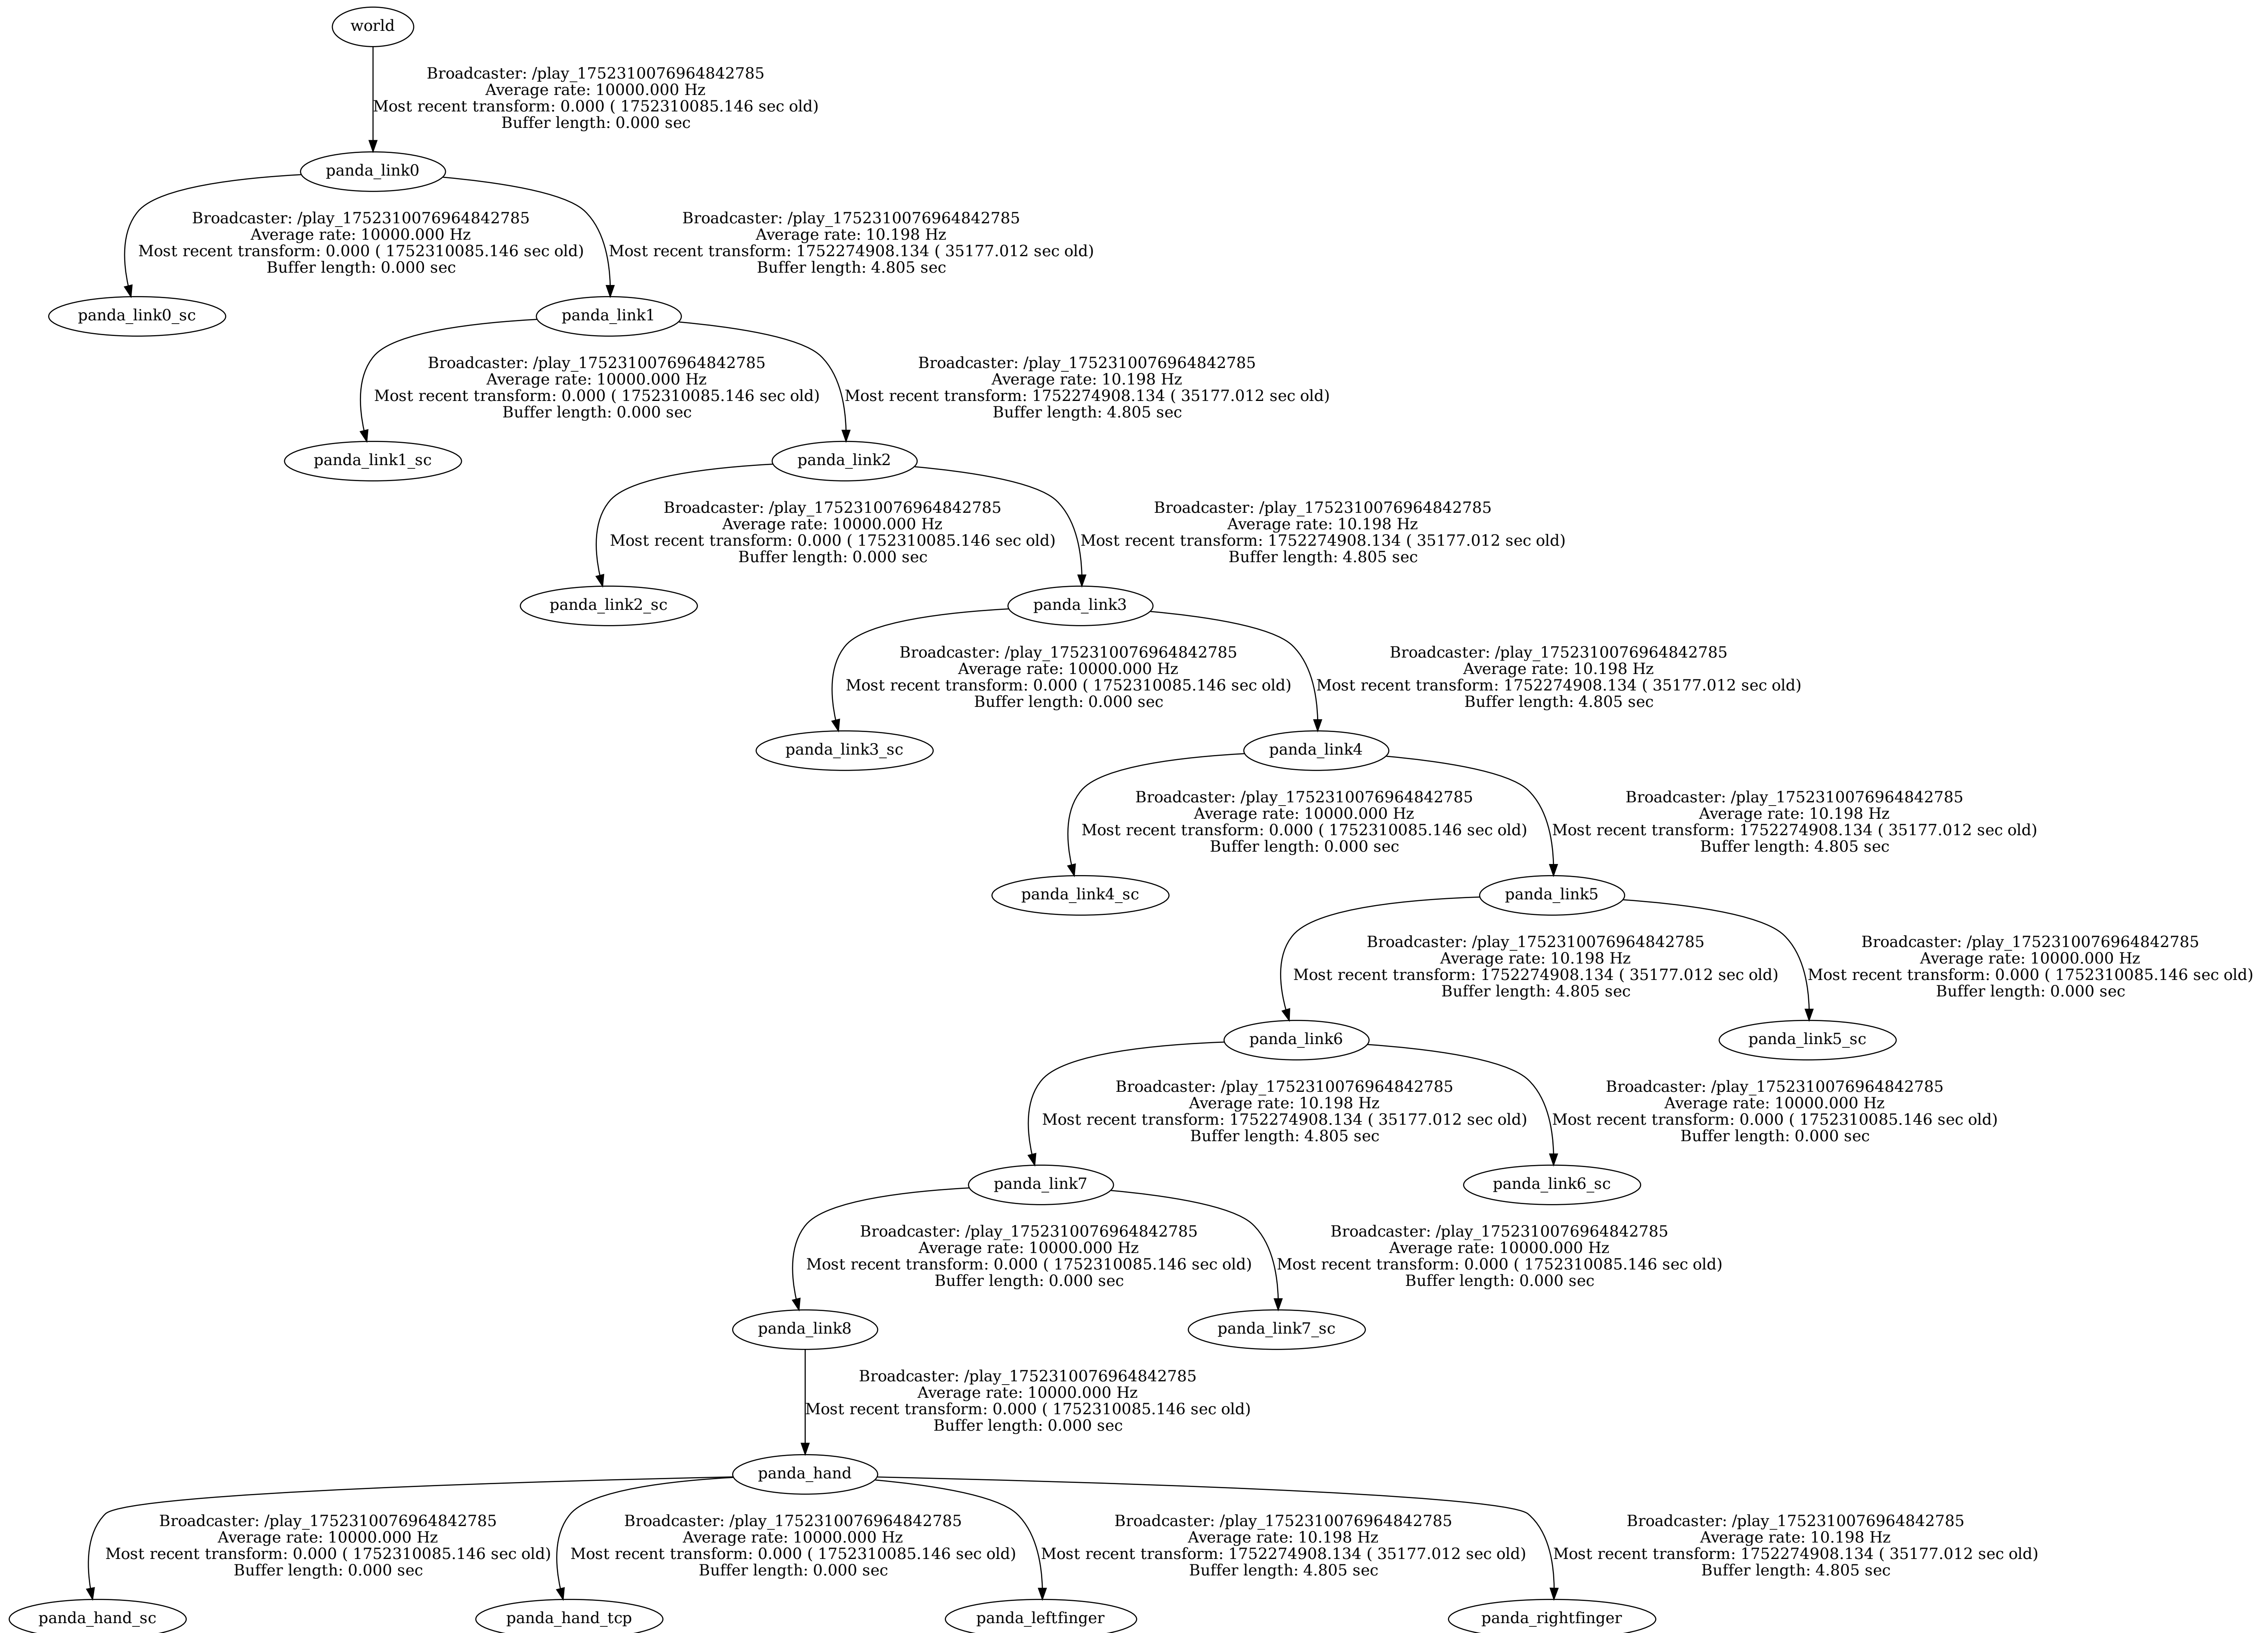 world
Broadcaster: /play_1752310076964842785
Average rate: 10000.000 Hz
Most recent transform: 0.000 ( 1752310085.146 sec old)
Buffer length: 0.000 sec
panda_link0
Broadcaster: /play_1752310076964842785
Average rate: 10000.000 Hz
Most recent transform: 0.000 ( 1752310085.146 sec old)
Buffer length: 0.000 sec
Broadcaster: /play_1752310076964842785
Average rate: 10.198 Hz
Most recent transform: 1752274908.134 ( 35177.012 sec old)
Buffer length: 4.805 sec
panda_link0_sc
panda_link1
Broadcaster: /play_1752310076964842785
Average rate: 10000.000 Hz
Most recent transform: 0.000 ( 1752310085.146 sec old)
Buffer length: 0.000 sec
Broadcaster: /play_1752310076964842785
Average rate: 10.198 Hz
Most recent transform: 1752274908.134 ( 35177.012 sec old)
Buffer length: 4.805 sec
panda_link1_sc
panda_link2
Broadcaster: /play_1752310076964842785
Average rate: 10000.000 Hz
Most recent transform: 0.000 ( 1752310085.146 sec old)
Buffer length: 0.000 sec
Broadcaster: /play_1752310076964842785
Average rate: 10.198 Hz
Most recent transform: 1752274908.134 ( 35177.012 sec old)
Buffer length: 4.805 sec
panda_link2_sc
panda_link3
Broadcaster: /play_1752310076964842785
Average rate: 10000.000 Hz
Most recent transform: 0.000 ( 1752310085.146 sec old)
Buffer length: 0.000 sec
Broadcaster: /play_1752310076964842785
Average rate: 10.198 Hz
Most recent transform: 1752274908.134 ( 35177.012 sec old)
Buffer length: 4.805 sec
panda_link3_sc
panda_link4
Broadcaster: /play_1752310076964842785
Average rate: 10000.000 Hz
Most recent transform: 0.000 ( 1752310085.146 sec old)
Buffer length: 0.000 sec
Broadcaster: /play_1752310076964842785
Average rate: 10.198 Hz
Most recent transform: 1752274908.134 ( 35177.012 sec old)
Buffer length: 4.805 sec
panda_link4_sc
panda_link5
Broadcaster: /play_1752310076964842785
Average rate: 10.198 Hz
Most recent transform: 1752274908.134 ( 35177.012 sec old)
Buffer length: 4.805 sec
Broadcaster: /play_1752310076964842785
Average rate: 10000.000 Hz
Most recent transform: 0.000 ( 1752310085.146 sec old)
Buffer length: 0.000 sec
panda_link6
panda_link5_sc
Broadcaster: /play_1752310076964842785
Average rate: 10.198 Hz
Most recent transform: 1752274908.134 ( 35177.012 sec old)
Buffer length: 4.805 sec
Broadcaster: /play_1752310076964842785
Average rate: 10000.000 Hz
Most recent transform: 0.000 ( 1752310085.146 sec old)
Buffer length: 0.000 sec
panda_link7
panda_link6_sc
Broadcaster: /play_1752310076964842785
Average rate: 10000.000 Hz
Most recent transform: 0.000 ( 1752310085.146 sec old)
Buffer length: 0.000 sec
Broadcaster: /play_1752310076964842785
Average rate: 10000.000 Hz
Most recent transform: 0.000 ( 1752310085.146 sec old)
Buffer length: 0.000 sec
panda_link8
panda_link7_sc
Broadcaster: /play_1752310076964842785
Average rate: 10000.000 Hz
Most recent transform: 0.000 ( 1752310085.146 sec old)
Buffer length: 0.000 sec
panda_hand
Broadcaster: /play_1752310076964842785
Average rate: 10000.000 Hz
Most recent transform: 0.000 ( 1752310085.146 sec old)
Buffer length: 0.000 sec
Broadcaster: /play_1752310076964842785
Average rate: 10000.000 Hz
Most recent transform: 0.000 ( 1752310085.146 sec old)
Buffer length: 0.000 sec
Broadcaster: /play_1752310076964842785
Average rate: 10.198 Hz
Most recent transform: 1752274908.134 ( 35177.012 sec old)
Buffer length: 4.805 sec
Broadcaster: /play_1752310076964842785
Average rate: 10.198 Hz
Most recent transform: 1752274908.134 ( 35177.012 sec old)
Buffer length: 4.805 sec
panda_hand_sc
panda_hand_tcp
panda_leftfinger
panda_rightfinger